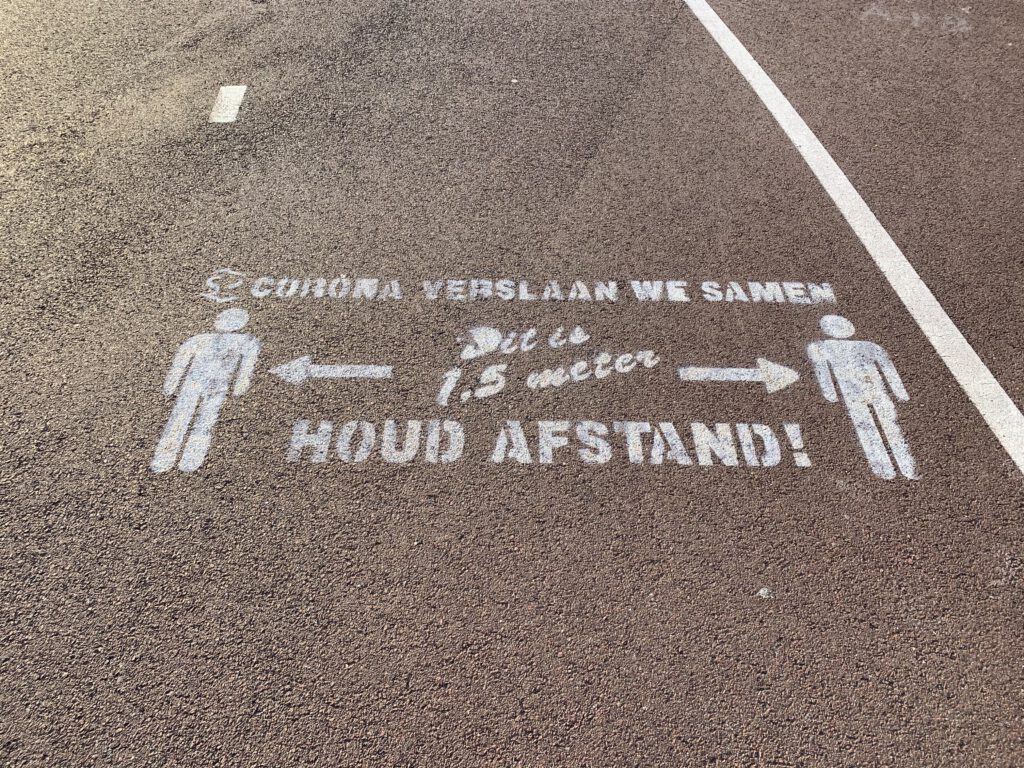 CORONA VERSLAAN WE SAMEN
Dit is
1,5 meter
HOUD AFSTAND!